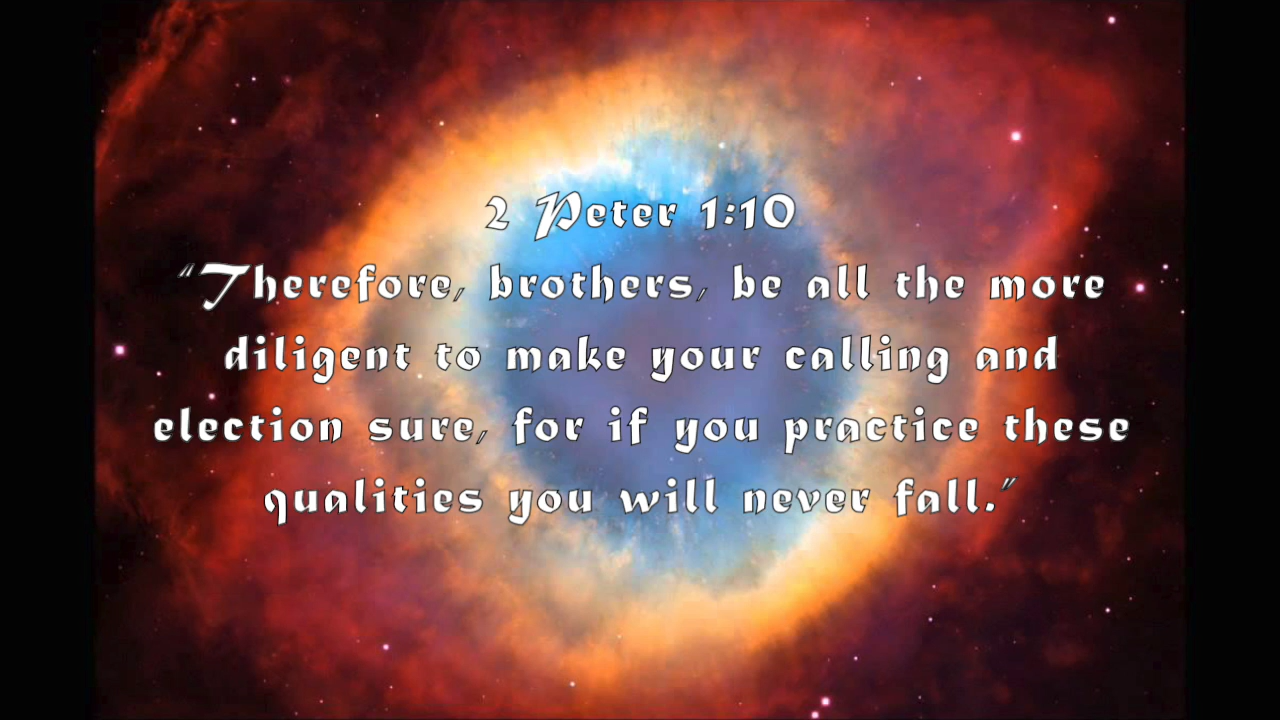 2 Peter 1:10
"Therefore, brothers, be all the more
diligent to make your calling and
election sure, for if you practice these
qualities you will never fall."